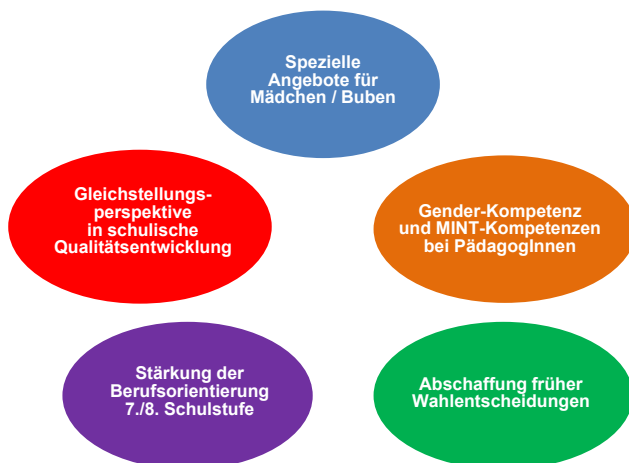 Spezielle
Angebote für
Mädchen / Buben
Gleichstellungs-
perspektive
in schulische
Qualitätsentwicklung
Gender-Kompetenz
und MINT-Kompetenzen
bei PädagogInnen
Stärkung der
Berufsorientierung
7./8. Schulstufe
Abschaffung früher
Wahlentscheidungen